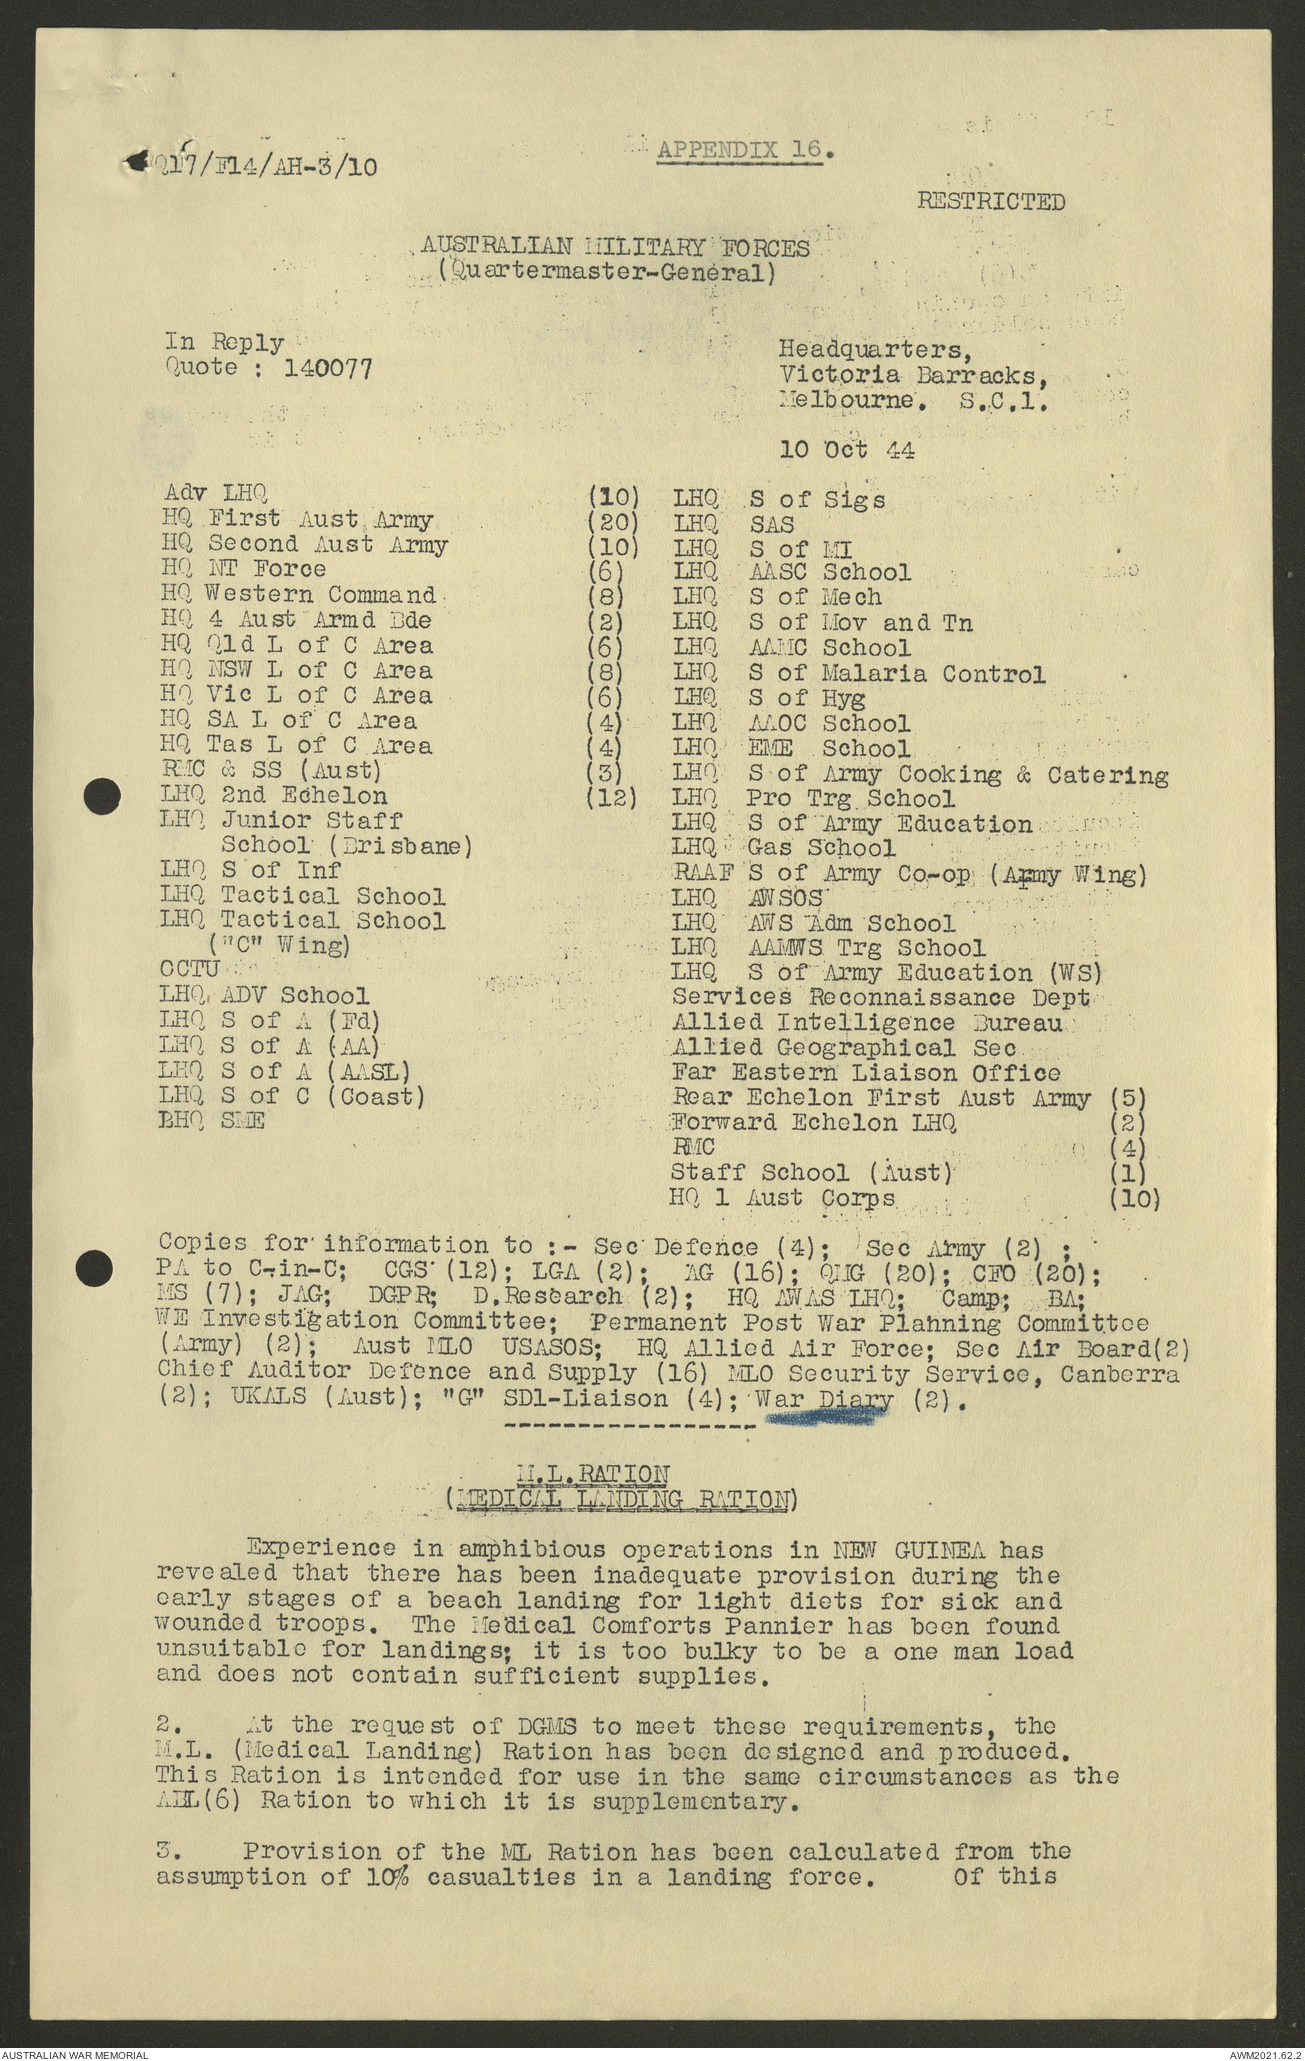 Q17/F14/AH-3/10
APPENDIX 16.
RESTRICTED
AUSTRALIAN MILITARY FORCES
(Quartermaster-General)
In Reply
Quote : 140077
Headquarters,
Victoria Barracks,
Melbourne. S.C.1.
10 Oct 44
Adv LHQ (10)
HQ First Aust Army (20)
HQ Second Aust Army (10)
HQ NT Force (6)
HQ Western Command (8)
HQ 4 Aust Armd Bde (2)
HQ Qld L of C Area (6)
HQ NSW L of C Area (8)
HQ Vic L of C Area (6)
HQ SA L of C Area (4)
HQ Tas L of C Area (4)
RMC & SS (Aust) (3)
LHQ 2nd Echelon (12)
LHQ Junior Staff
School (Brisbane)
LHQ S of Inf
LHQ Tactical School
LHQ Tactical School
("C" Wing)
OCTU
LHQ ADV School
LHQ S of A (Fd)
LHQ S of A (AA)
LHQ S of A (AASL)
LHQ S of C (Coast)
BHQ SME
LHQ S of Sigs
LHQ SAS
LHQ S of MI
LHQ AASC School
LHQ S of Mech
LHQ S of Mov and Tn
LHQ AAMC School
LHQ S of Malaria Control
LHQ S of Hyg
LHQ AAOC School
LHQ EME School
LHQ S of Army Cooking & Catering
LHQ Pro Trg School
LHQ S of Army Education
LHQ Gas School
RAAF S of Army Co-op (Army Wing)
LHQ AWSOS
LHQ AWS Adm School
LHQ AAMWS Trg School
LHQ S of Army Education (WS)
Services Reconnaissance Dept
Allied Intelligence Bureau
Allied Geographical Sec
Far Eastern Liaison Office
Rear Echelon First Aust Army (5)
Forward Echelon LHQ (2)
RMC (4)
Staff School (Aust) (1)
HQ 1 Aust Corps (10)
Copies for information to :- Sec Defence (4); Sec Army (2) ;
PA to C-in-C; CGS (12); LGA (2); AG (16); QMG (20); CFO (20);
MS (7); JAG; DGPR; D.Research (2); HQ AWAS LHQ; Camp; BA;
WE Investigation Committee; Permanent Post War Planning Committee
(Army) (2); Aust MLO USASOS; HQ Allied Air Force; Sec Air Board(2)
Chief Auditor Defence and Supply (16) MLO Security Service, Canberra
(2); UKALS (Aust); "G" SD1-Liaison (4); War Diary (2).
-----------------
M.L.RATION
(MEDICAL LANDING RATION)
Experience in amphibious operations in NEW GUINEA has
revealed that there has been inadequate provision during the
early stages of a beach landing for light diets for sick and
wounded troops. The Medical Comforts Pannier has been found
unsuitable for landings; it is too bulky to be a one man load
and does not contain sufficient supplies.
2. At the request of DGMS to meet these requirements, the
M.L. (Medical Landing) Ration has been designed and produced.
This Ration is intended for use in the same circumstances as the
ABL(6) Ration to which it is supplementary.
3. Provision of the ML Ration has been calculated from the
assumption of 10% casualties in a landing force. Of this
AUSTRALIAN WAR MEMORIAL
AWM2021.62.2